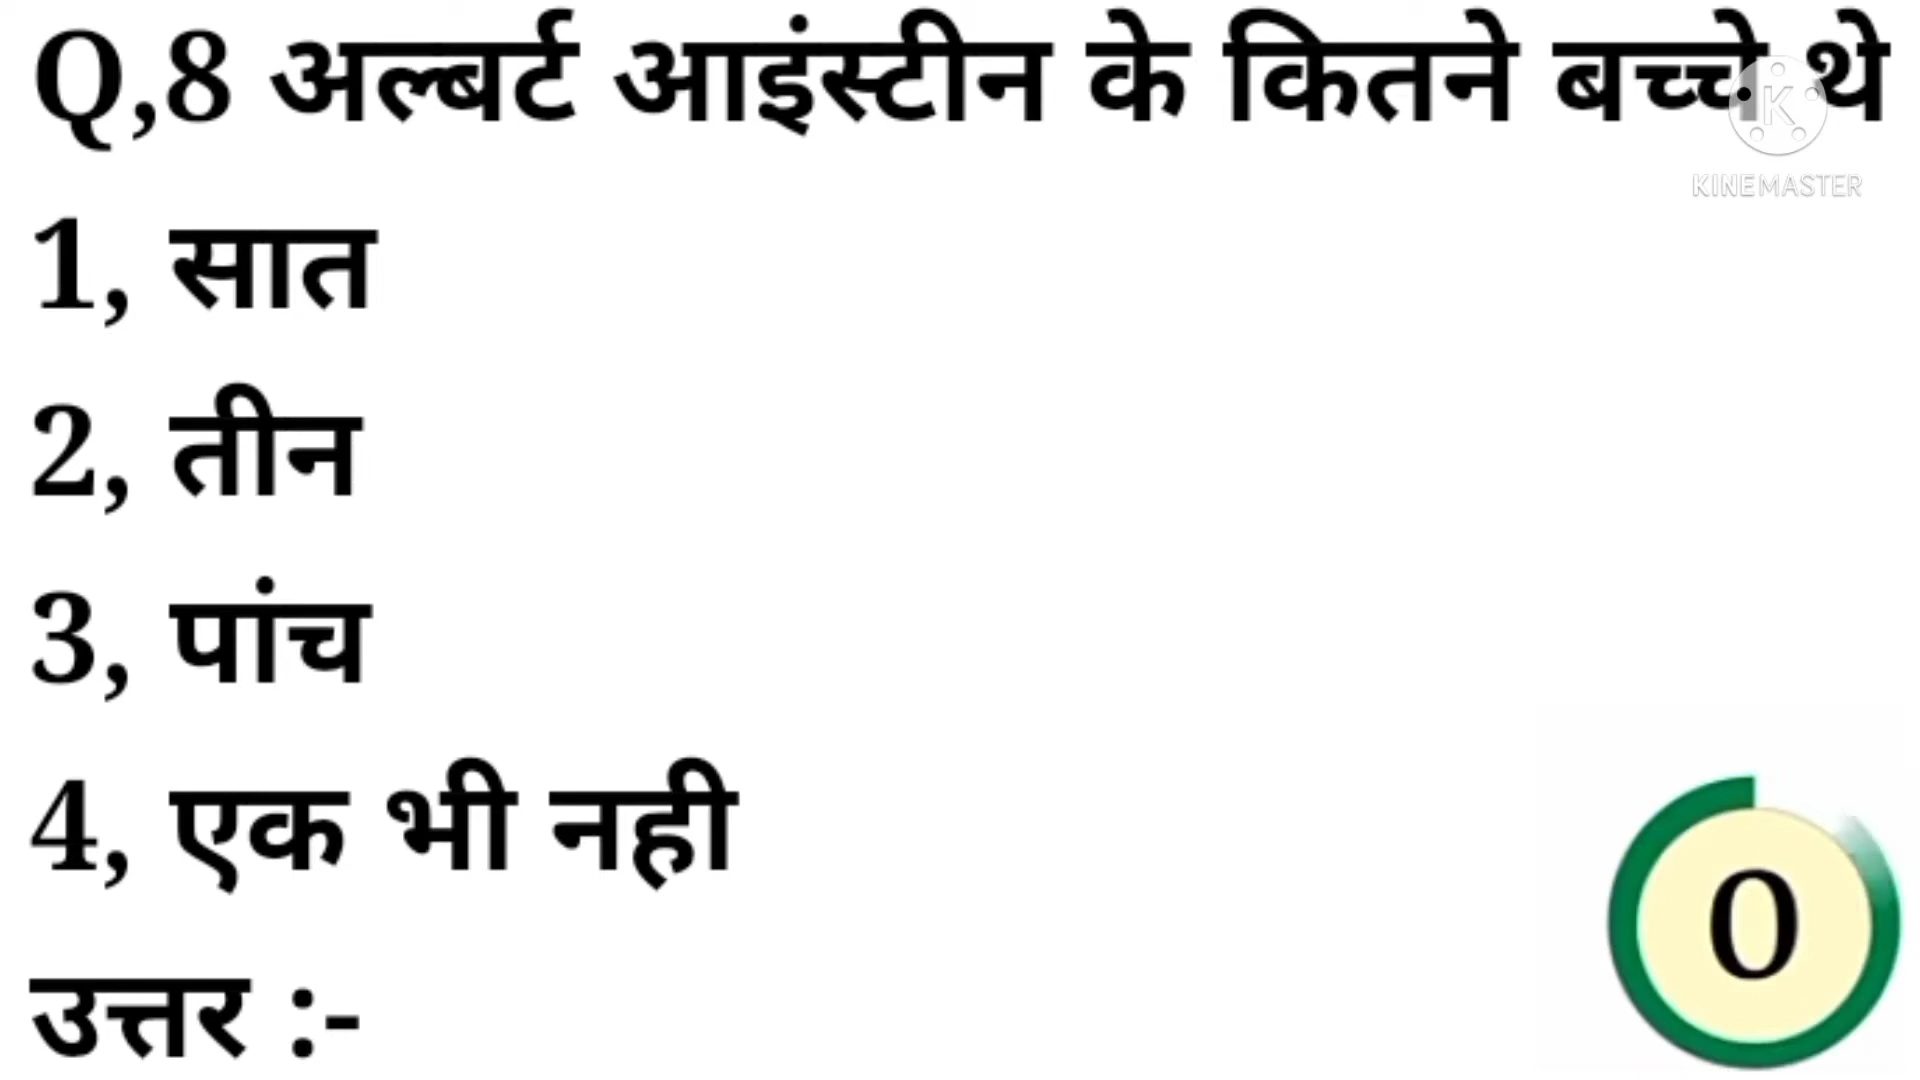 Q,8 अल्बर्ट आइंस्टीन के कितने बच्चे थे
KINEMASTER
1, सात
2, तीन
3, पांच
4, एक भी नही
0
उत्तर :-